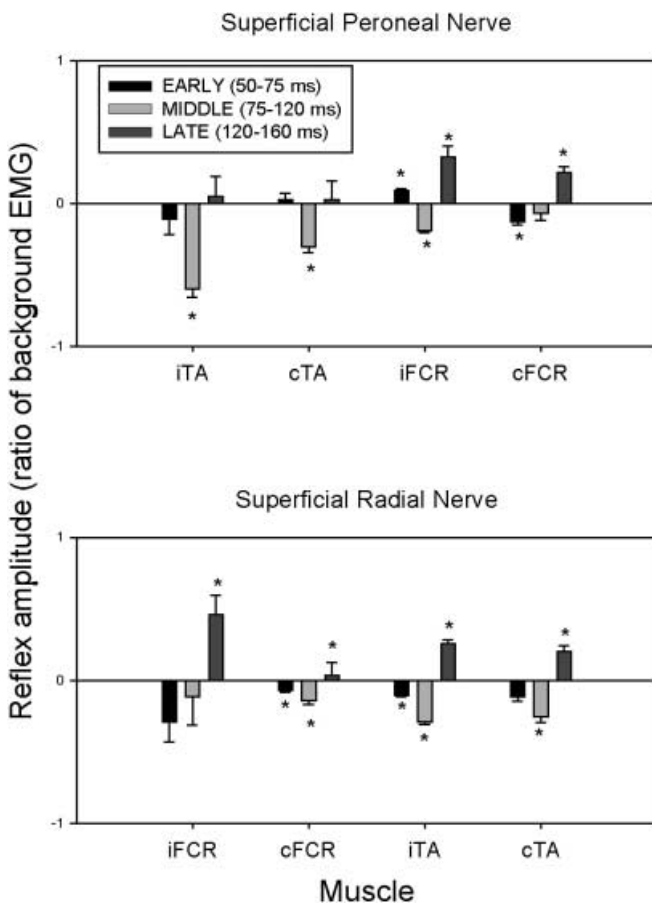 Superficial Peroneal Nerve
1
EARLY (50-75 ms)
MIDDLE (75-120 ms)
LATE (120-160 ms)
* * *
0
* * * *
-1
iTA cTA iFCR cFCR
Reflex amplitude (ratio of background EMG)
Superficial Radial Nerve
1
* * * *
0
* * * * *
-1
iFCR cFCR iTA cTA
Muscle